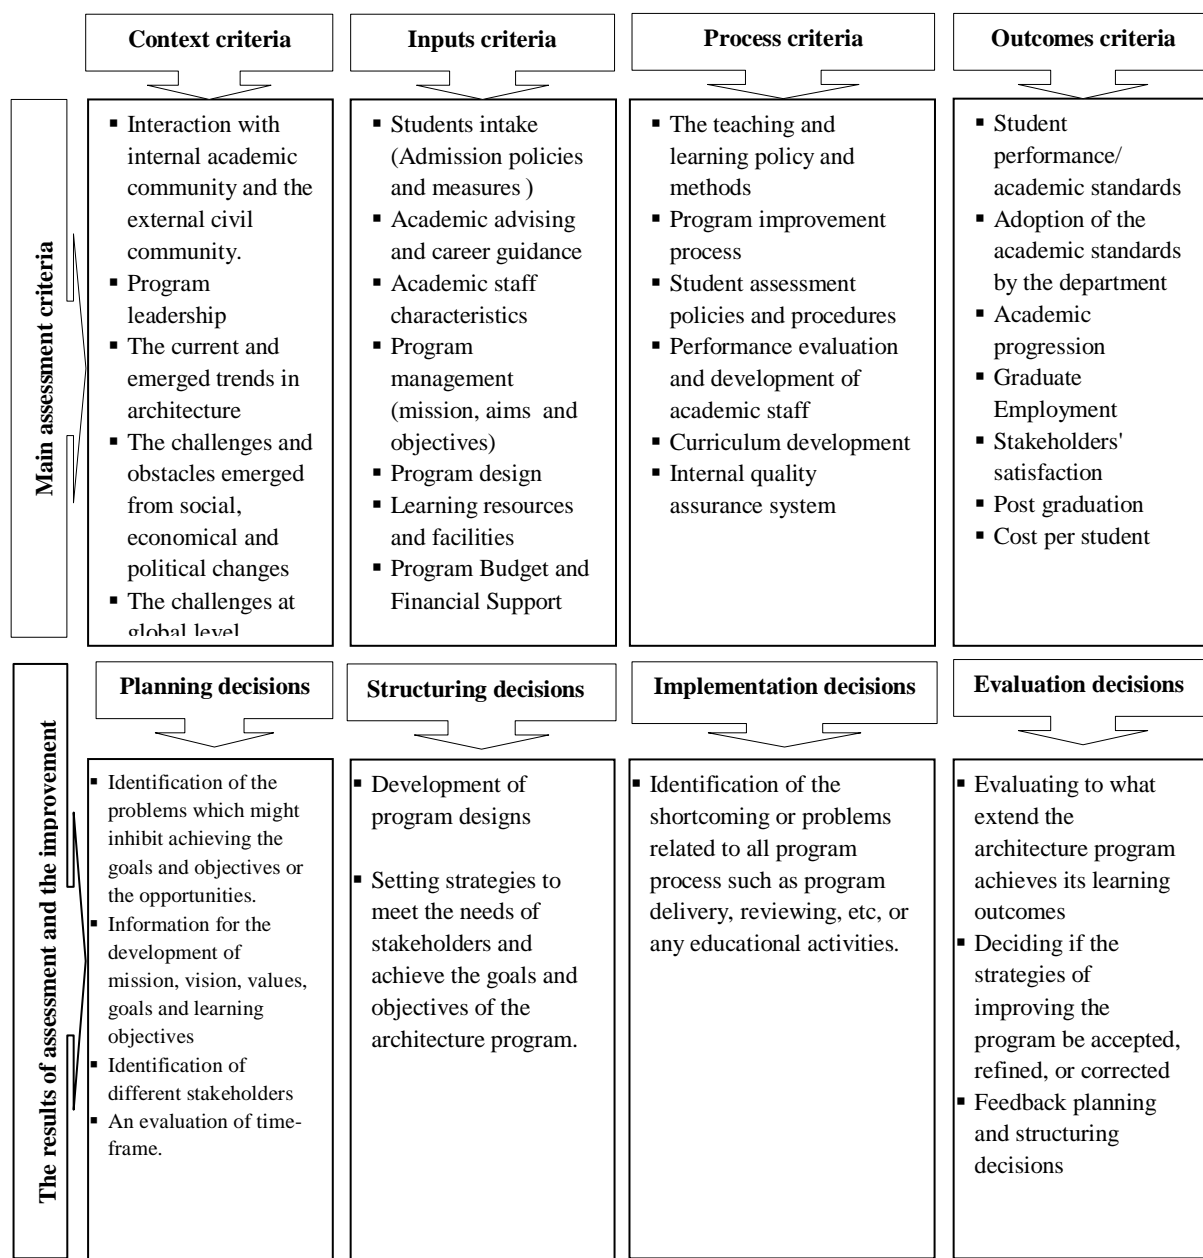 Context criteria
Inputs criteria
Process criteria
Outcomes criteria
Main assessment criteria
▪ Interaction with
internal academic
community and the
external civil
community.
▪ Program
leadership
▪ The current and
emerged trends in
architecture
▪ The challenges and
obstacles emerged
from social,
economical and
political changes
▪ The challenges at
global level
▪ Students intake
(Admission policies
and measures )
▪ Academic advising
and career guidance
▪ Academic staff
characteristics
▪ Program
management
(mission, aims and
objectives)
▪ Program design
▪ Learning resources
and facilities
▪ Program Budget and
Financial Support
▪ The teaching and
learning policy and
methods
▪ Program improvement
process
▪ Student assessment
policies and procedures
▪ Performance evaluation
and development of
academic staff
▪ Curriculum development
▪ Internal quality
assurance system
▪ Student
performance/
academic standards
▪ Adoption of the
academic standards
by the department
▪ Academic
progression
▪ Graduate
Employment
▪ Stakeholders'
satisfaction
▪ Post graduation
▪ Cost per student
Planning decisions
Structuring decisions
Implementation decisions
Evaluation decisions
The results of assessment and the improvement
▪ Identification of the
problems which might
inhibit achieving the
goals and objectives or
the opportunities.
▪ Information for the
development of
mission, vision, values,
goals and learning
objectives
▪ Identification of
different stakeholders
▪ An evaluation of time-
frame.
▪ Development of
program designs
▪ Setting strategies to
meet the needs of
stakeholders and
achieve the goals and
objectives of the
architecture program.
▪ Identification of the
shortcoming or problems
related to all program
process such as program
delivery, reviewing, etc, or
any educational activities.
▪ Evaluating to what
extend the
architecture program
achieves its learning
outcomes
▪ Deciding if the
strategies of
improving the
program be accepted,
refined, or corrected
▪ Feedback planning
and structuring
decisions